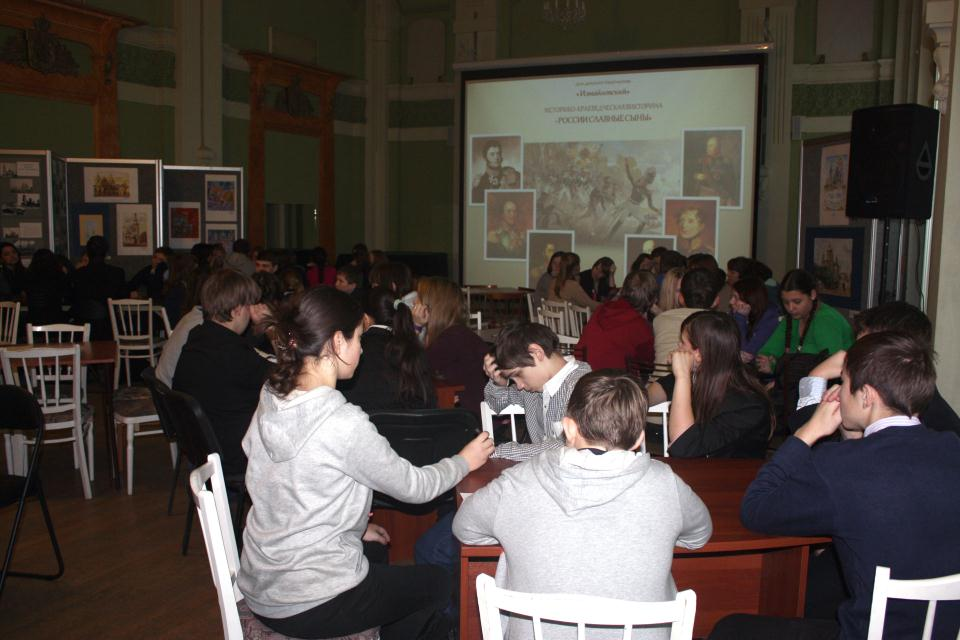 «Измайловский»
ИСТОРИКО-КРАЕВЕДЧЕСКАЯ ВИКТОРИНА
«РОССИИ СЛАВНЫЕ СЫНЫ»